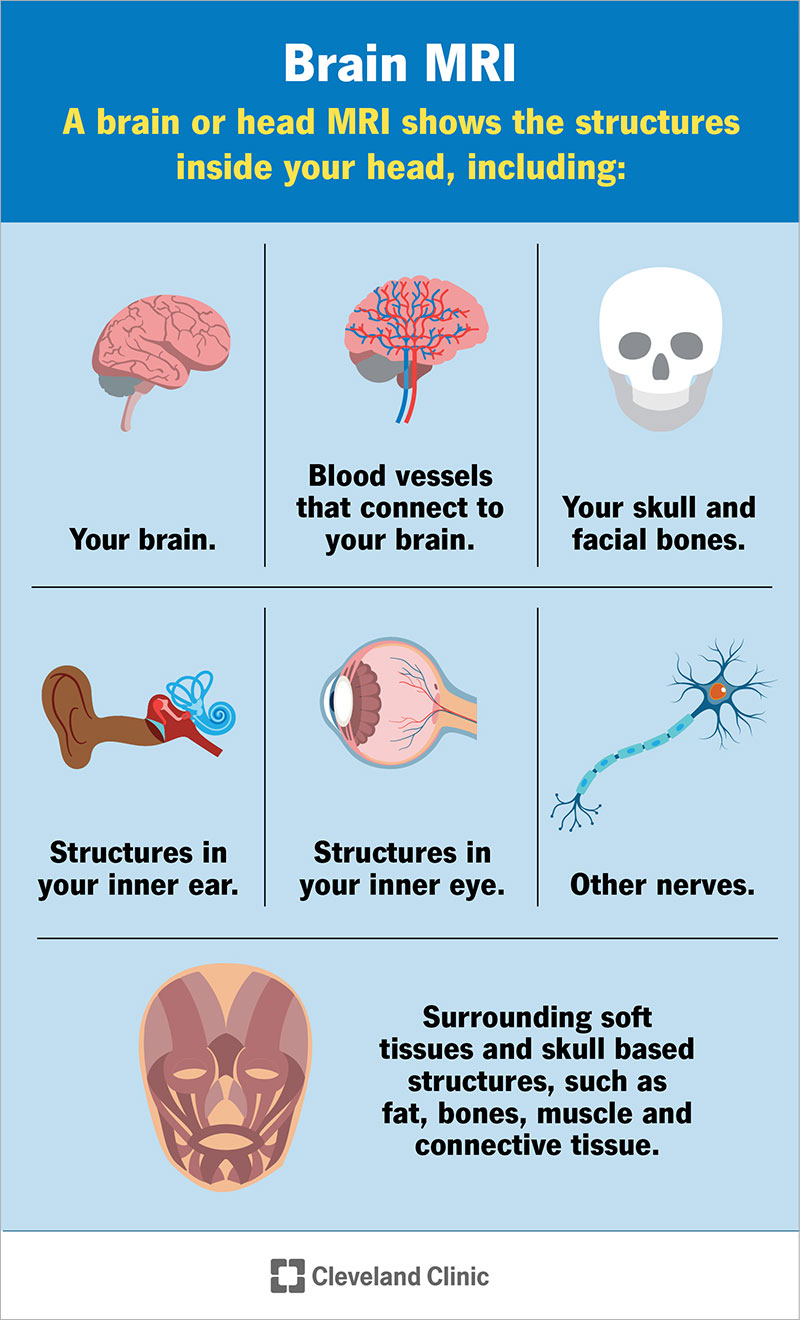 Brain MRI
A brain or head MRI shows the structures
inside your head, including:
Your brain.
Blood vessels
that connect to
your brain.
Your skull and
facial bones.
Structures in
your inner ear.
Structures in
your inner eye.
Other nerves.
Surrounding soft
tissues and skull based
structures, such as
fat, bones, muscle and
connective tissue.
Cleveland Clinic